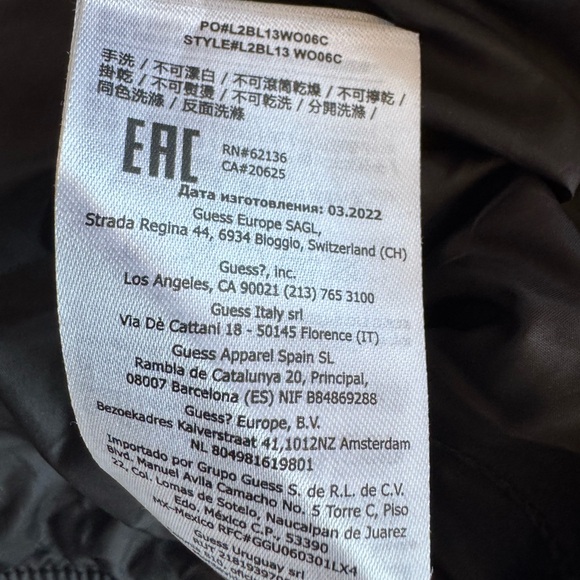 PO#L2BL13WO06C
STYLE#L2BL13 WO06C
手洗 / 不可漂白 / 不可滾筒乾燥 / 不可擰乾 /
掛乾 / 不可熨燙 / 不可乾洗 / 分開洗滌 /
同色洗滌 / 反面洗滌
EAC
RN#62136
CA#20625
Дата изготовления: 03.2022
Guess Europe SAGL,
Strada Regina 44, 6934 Bioggio, Switzerland (CH)
Guess?, inc.
Los Angeles, CA 90021 (213) 765 3100
Guess Italy srl
Via Dè Cattani 18 - 50145 Florence (IT)
Guess Apparel Spain SL
Rambla de Catalunya 20, Principal,
08007 Barcelona (ES) NIF B84869288
Guess? Europe, B.V.
Bezoekadres Kalverstraat 41,1012NZ Amsterdam
NL 804981619801
Importado por Grupo Guess S. de R.L. de C.V.
Blvd. Manuel Avila Camacho No. 5 Torre C, Piso
22, Col. Lomas de Sotelo, Naucalpan de Juarez
Edo. México C.P., 53390
MX-Mexico RFC#GGU060301LX4
Guess Uruguay srl